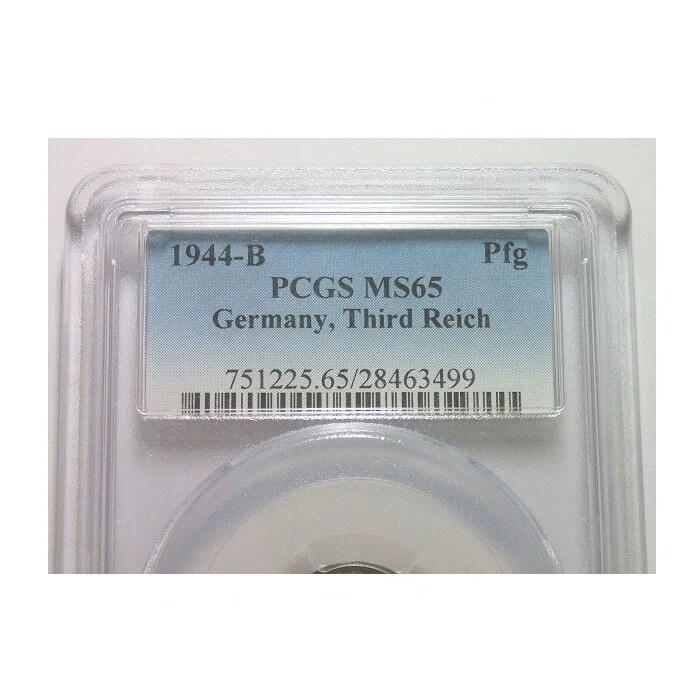 1944-B Pfg
PCGS MS65
Germany, Third Reich
751225.65/28463499